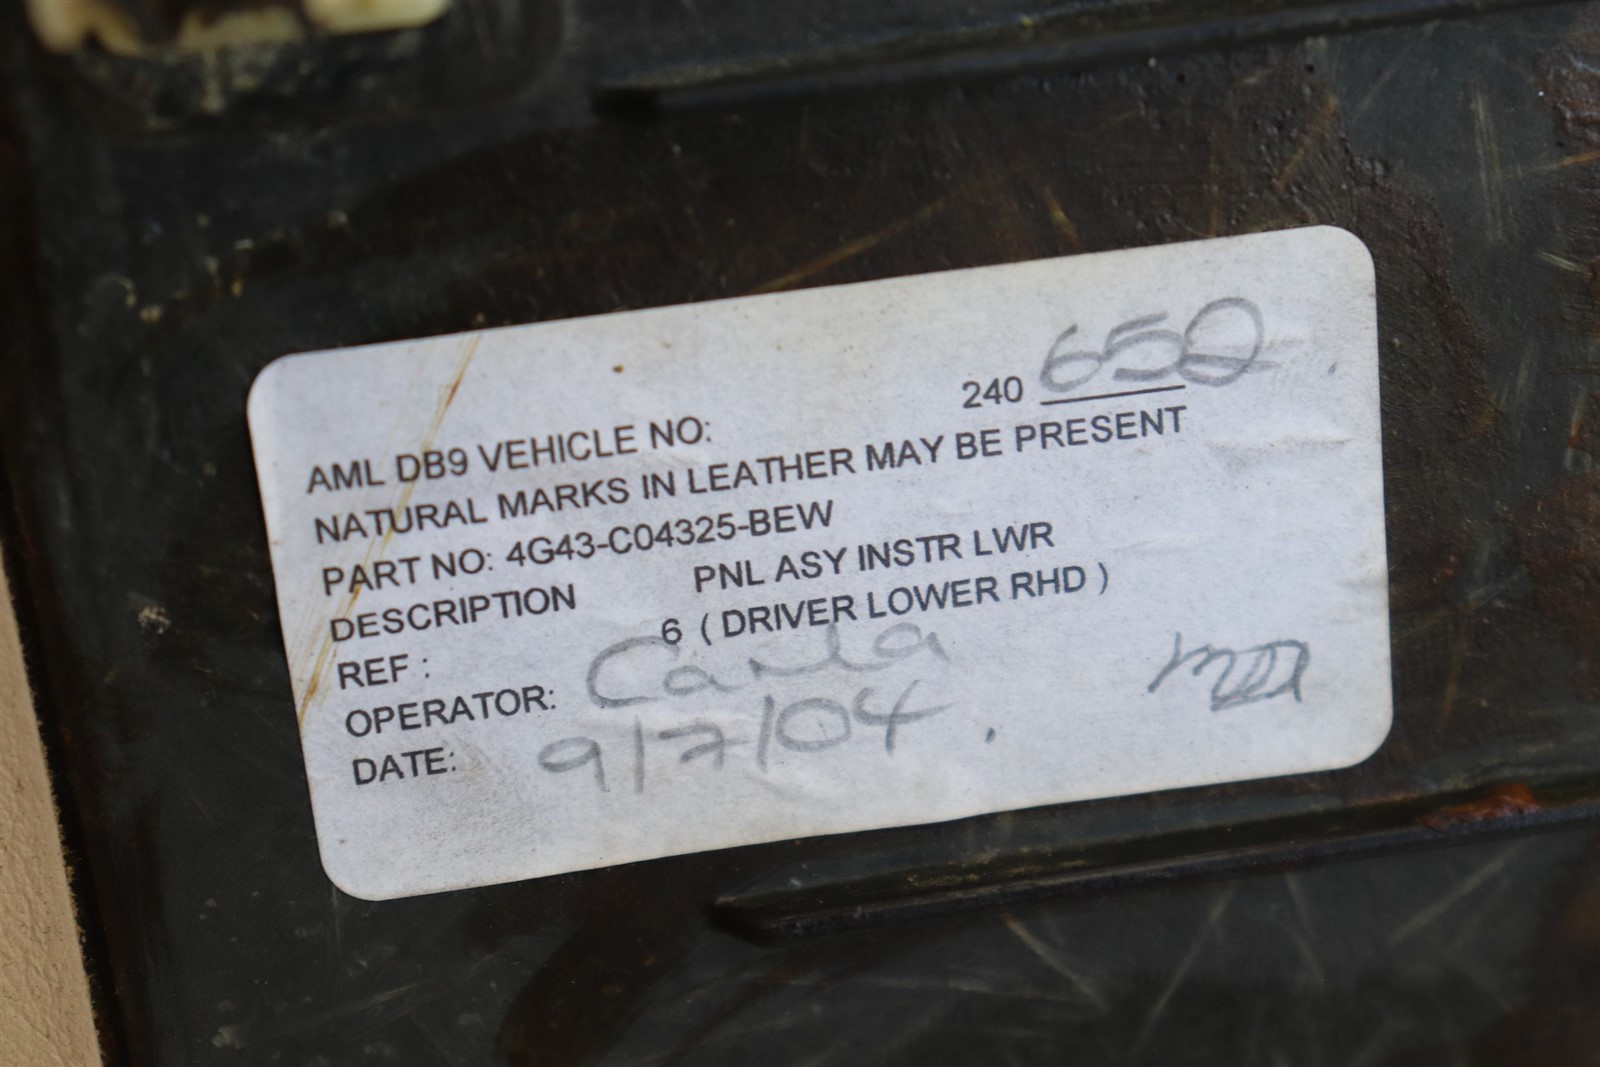 AML DB9 VEHICLE NO: 240 650
NATURAL MARKS IN LEATHER MAY BE PRESENT
PART NO: 4G43-C04325-BEW
DESCRIPTION PNL ASY INSTR LWR
REF : 6 ( DRIVER LOWER RHD )
OPERATOR: Carla
DATE: 9/7/04